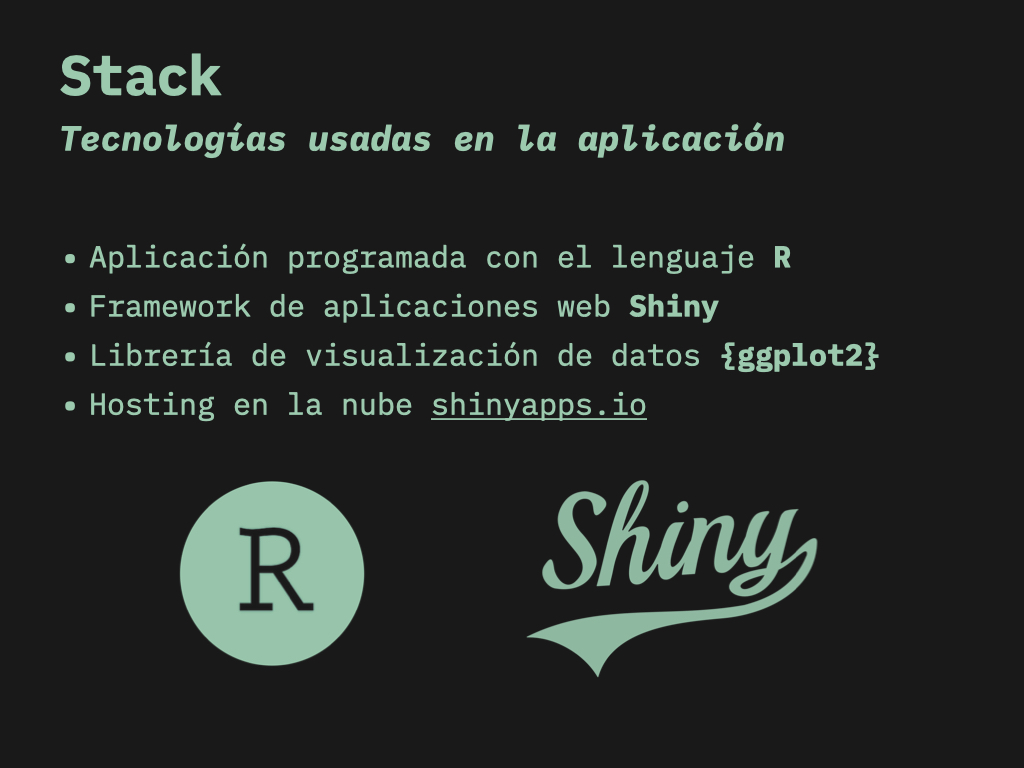 Stack
Tecnologías usadas en la aplicación
• Aplicación programada con el lenguaje R
• Framework de aplicaciones web Shiny
• Librería de visualización de datos {ggplot2}
• Hosting en la nube shinyapps.io
R
Shiny